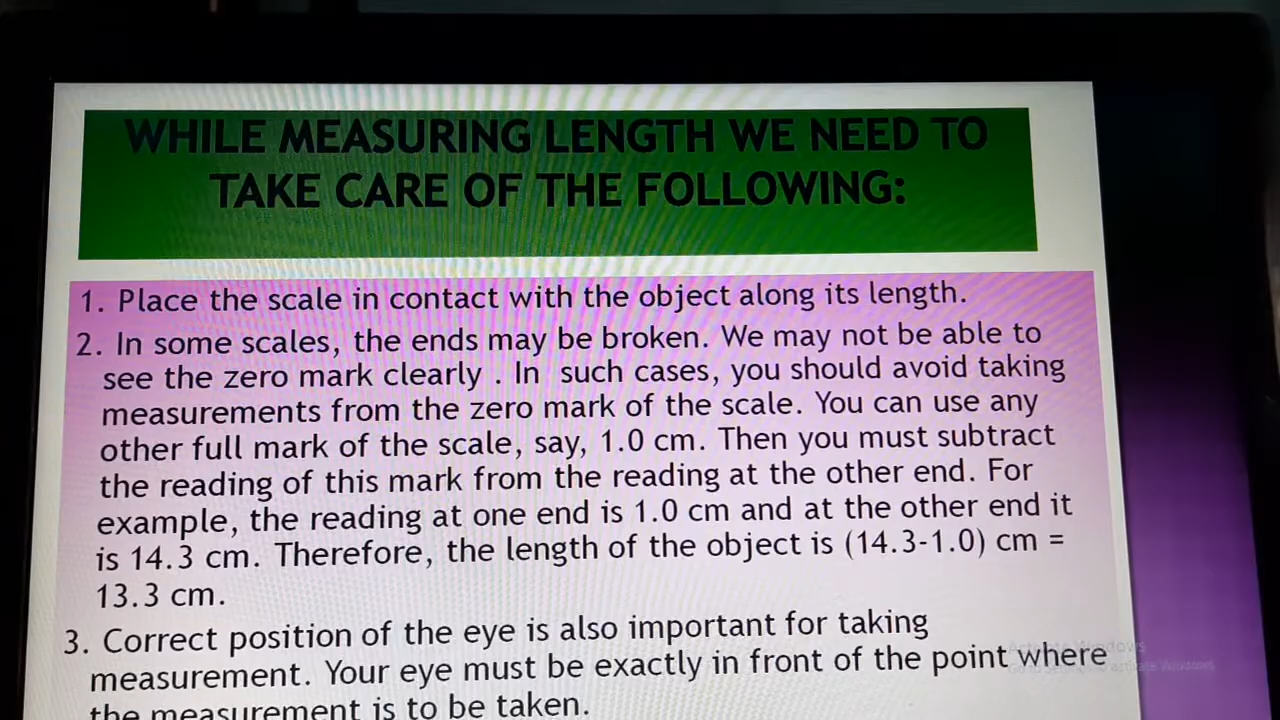 WHILE MEASURING LENGTH WE NEED TO
TAKE CARE OF THE FOLLOWING:
1. Place the scale in contact with the object along its length.
2. In some scales, the ends may be broken. We may not be able to
see the zero mark clearly . In such cases, you should avoid taking
measurements from the zero mark of the scale. You can use any
other full mark of the scale, say, 1.0 cm. Then you must subtract
the reading of this mark from the reading at the other end. For
example, the reading at one end is 1.0 cm and at the other end it
is 14.3 cm. Therefore, the length of the object is (14.3-1.0) cm =
13.3 cm.
3. Correct position of the eye is also important for taking
measurement. Your eye must be exactly in front of the point where
the measurement is to be taken.
Activate Windows